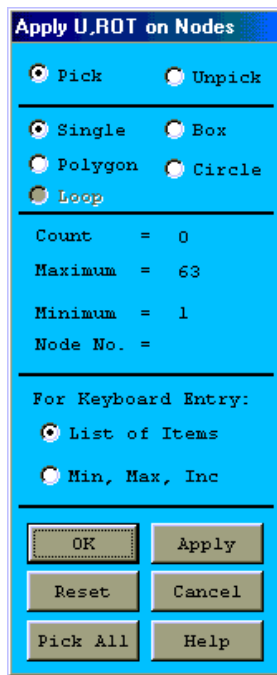 Apply U,ROT on Nodes
Pick Unpick
Single Box
Polygon Circle
Loop
Count = 0
Maximum = 63
Minimum = 1
Node No. =
For Keyboard Entry:
List of Items
Min, Max, Inc
OK Apply
Reset Cancel
Pick All Help